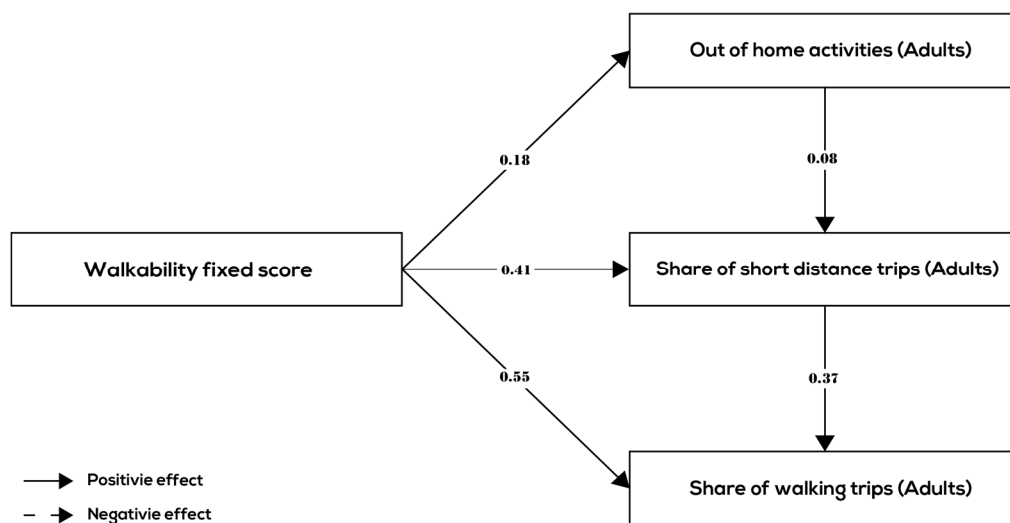 Out of home activities (Adults)
0.18
0.08
Walkability fixed score
0.41
Share of short distance trips (Adults)
0.55
0.37
Positivie effect
Share of walking trips (Adults)
Negativie effect